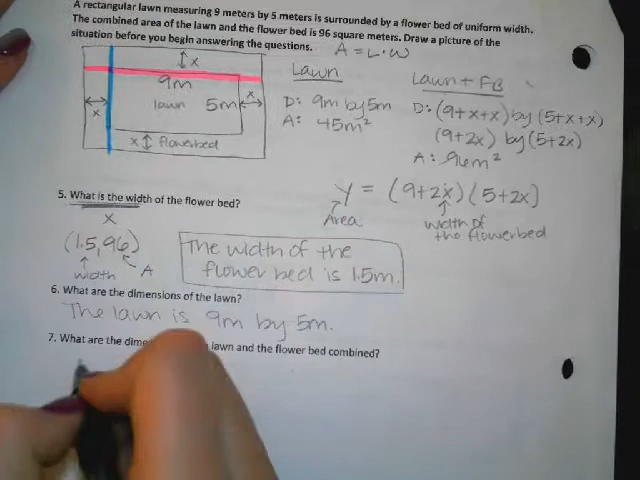 A rectangular lawn measuring 9 meters by 5 meters is surrounded by a flower bed of uniform width.
The combined area of the lawn and the flower bed is 96 square meters. Draw a picture of the
situation before you begin answering the questions.
A = L·W
x
9m
lawn 5m
x
x
x flowerbed
Lawn
D: 9m by 5m
A: 45m²
Lawn + FB
D: (9+x+x) by (5+x+x)
(9+2x) by (5+2x)
A: 96m²
y = (9+2x)(5+2x)
Area
width of
the flowerbed
5. What is the width of the flower bed?
x
(1.5, 96)
width A
The width of the
flower bed is 1.5m.
6. What are the dimensions of the lawn?
The lawn is 9m by 5m.
7. What are the dime lawn and the flower bed combined?